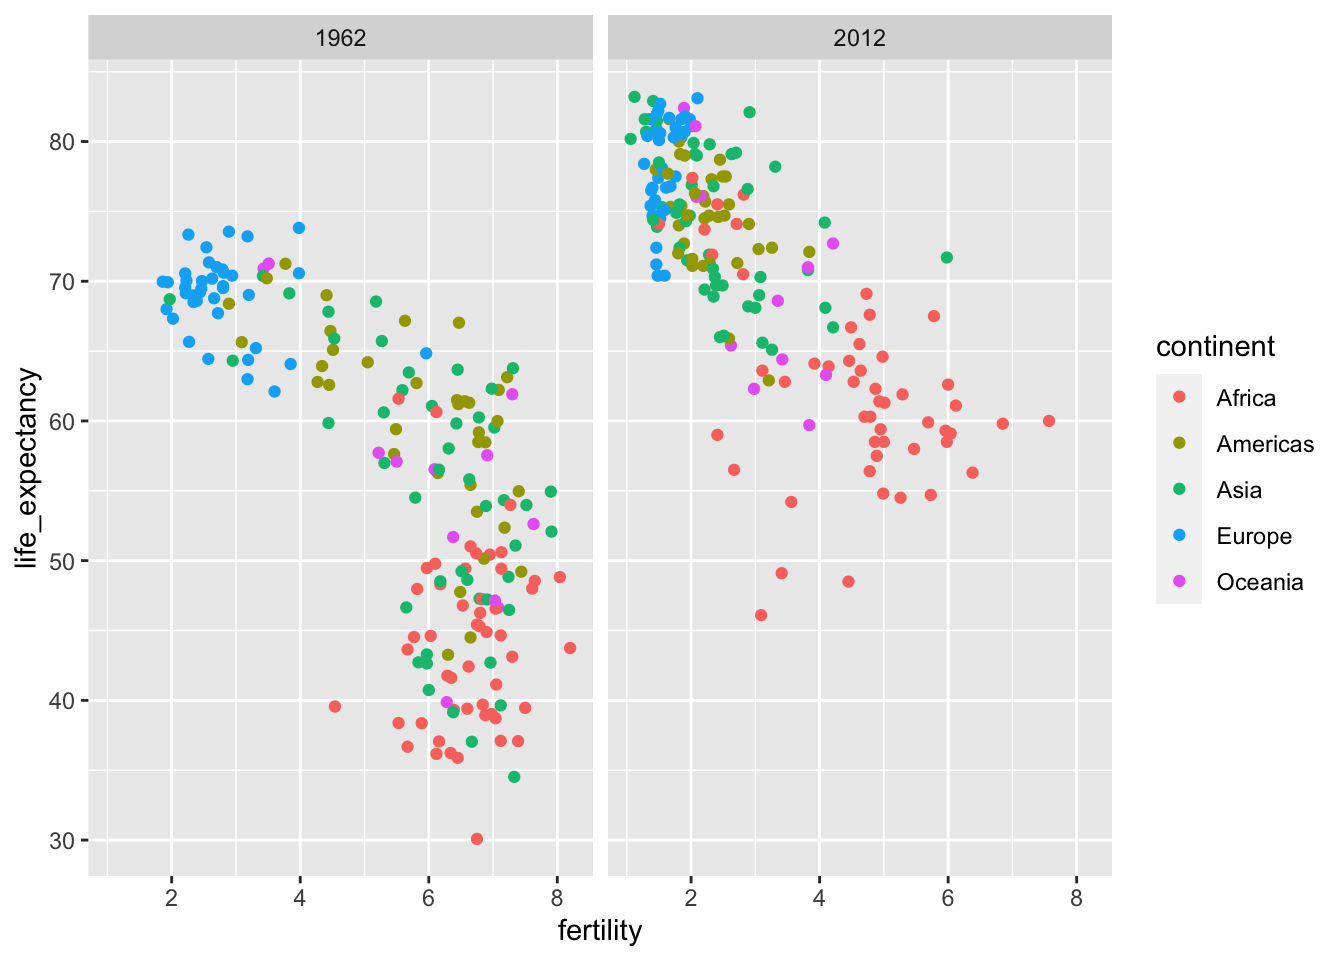 1962 2012
80
70
60
50
40
30
life_expectancy
2 4 6 8 2 4 6 8
fertility
continent
Africa
Americas
Asia
Europe
Oceania